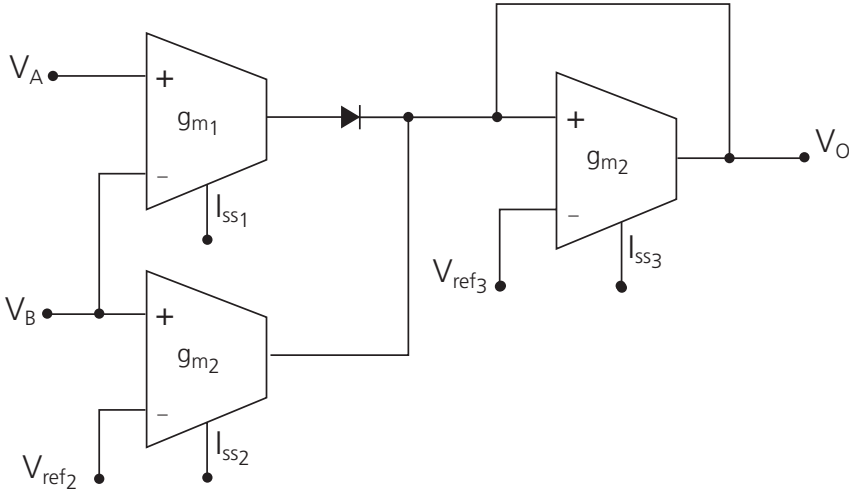 V_A
+
g_m1
−
I_ss1
V_B
+
g_m2
−
I_ss2
V_ref2
+
g_m2
−
I_ss3
V_ref3
V_O